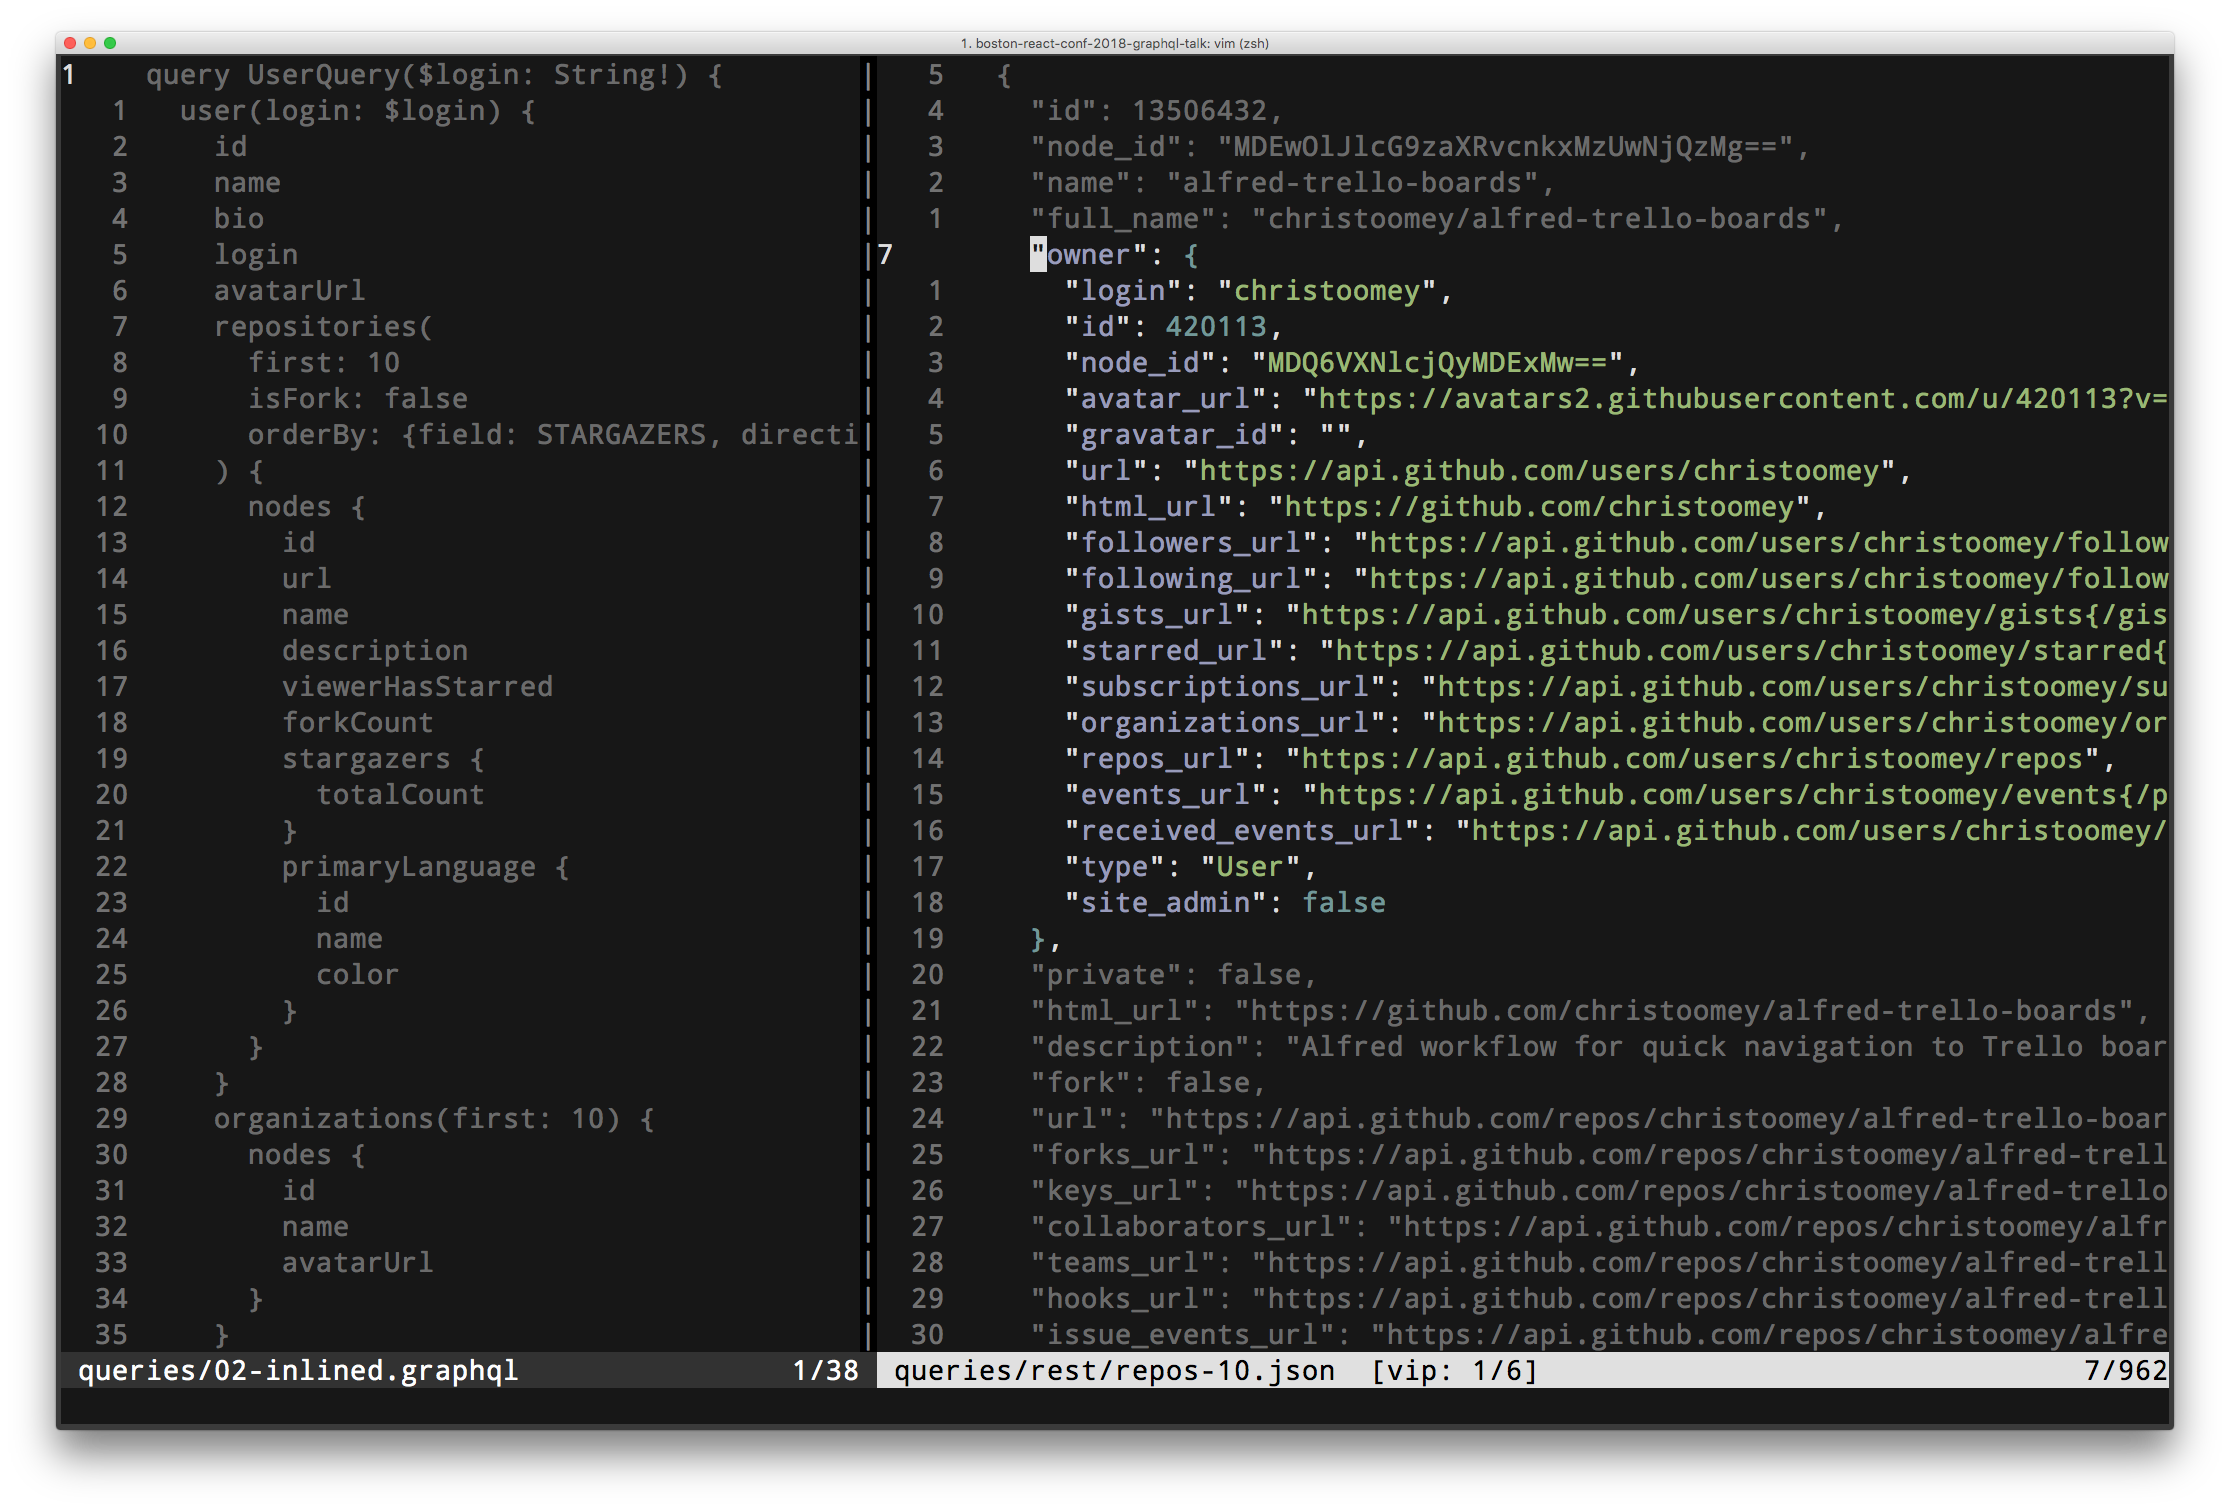 1. boston-react-conf-2018-graphql-talk: vim (zsh)
1 query UserQuery($login: String!) {
1 user(login: $login) {
2 id
3 name
4 bio
5 login
6 avatarUrl
7 repositories(
8 first: 10
9 isFork: false
10 orderBy: {field: STARGAZERS, directi
11 ) {
12 nodes {
13 id
14 url
15 name
16 description
17 viewerHasStarred
18 forkCount
19 stargazers {
20 totalCount
21 }
22 primaryLanguage {
23 id
24 name
25 color
26 }
27 }
28 }
29 organizations(first: 10) {
30 nodes {
31 id
32 name
33 avatarUrl
34 }
35 }
queries/02-inlined.graphql 1/38
5 {
4 "id": 13506432,
3 "node_id": "MDEwOlJlcG9zaXRvcnkxMzUwNjQzMg==",
2 "name": "alfred-trello-boards",
1 "full_name": "christoomey/alfred-trello-boards",
7 "owner": {
1 "login": "christoomey",
2 "id": 420113,
3 "node_id": "MDQ6VXNlcjQyMDExMw==",
4 "avatar_url": "https://avatars2.githubusercontent.com/u/420113?v=
5 "gravatar_id": "",
6 "url": "https://api.github.com/users/christoomey",
7 "html_url": "https://github.com/christoomey",
8 "followers_url": "https://api.github.com/users/christoomey/follow
9 "following_url": "https://api.github.com/users/christoomey/follow
10 "gists_url": "https://api.github.com/users/christoomey/gists{/gis
11 "starred_url": "https://api.github.com/users/christoomey/starred{
12 "subscriptions_url": "https://api.github.com/users/christoomey/su
13 "organizations_url": "https://api.github.com/users/christoomey/or
14 "repos_url": "https://api.github.com/users/christoomey/repos",
15 "events_url": "https://api.github.com/users/christoomey/events{/p
16 "received_events_url": "https://api.github.com/users/christoomey/
17 "type": "User",
18 "site_admin": false
19 },
20 "private": false,
21 "html_url": "https://github.com/christoomey/alfred-trello-boards",
22 "description": "Alfred workflow for quick navigation to Trello boar
23 "fork": false,
24 "url": "https://api.github.com/repos/christoomey/alfred-trello-boar
25 "forks_url": "https://api.github.com/repos/christoomey/alfred-trell
26 "keys_url": "https://api.github.com/repos/christoomey/alfred-trello
27 "collaborators_url": "https://api.github.com/repos/christoomey/alfr
28 "teams_url": "https://api.github.com/repos/christoomey/alfred-trell
29 "hooks_url": "https://api.github.com/repos/christoomey/alfred-trell
30 "issue_events_url": "https://api.github.com/repos/christoomey/alfre
queries/rest/repos-10.json [vip: 1/6] 7/962